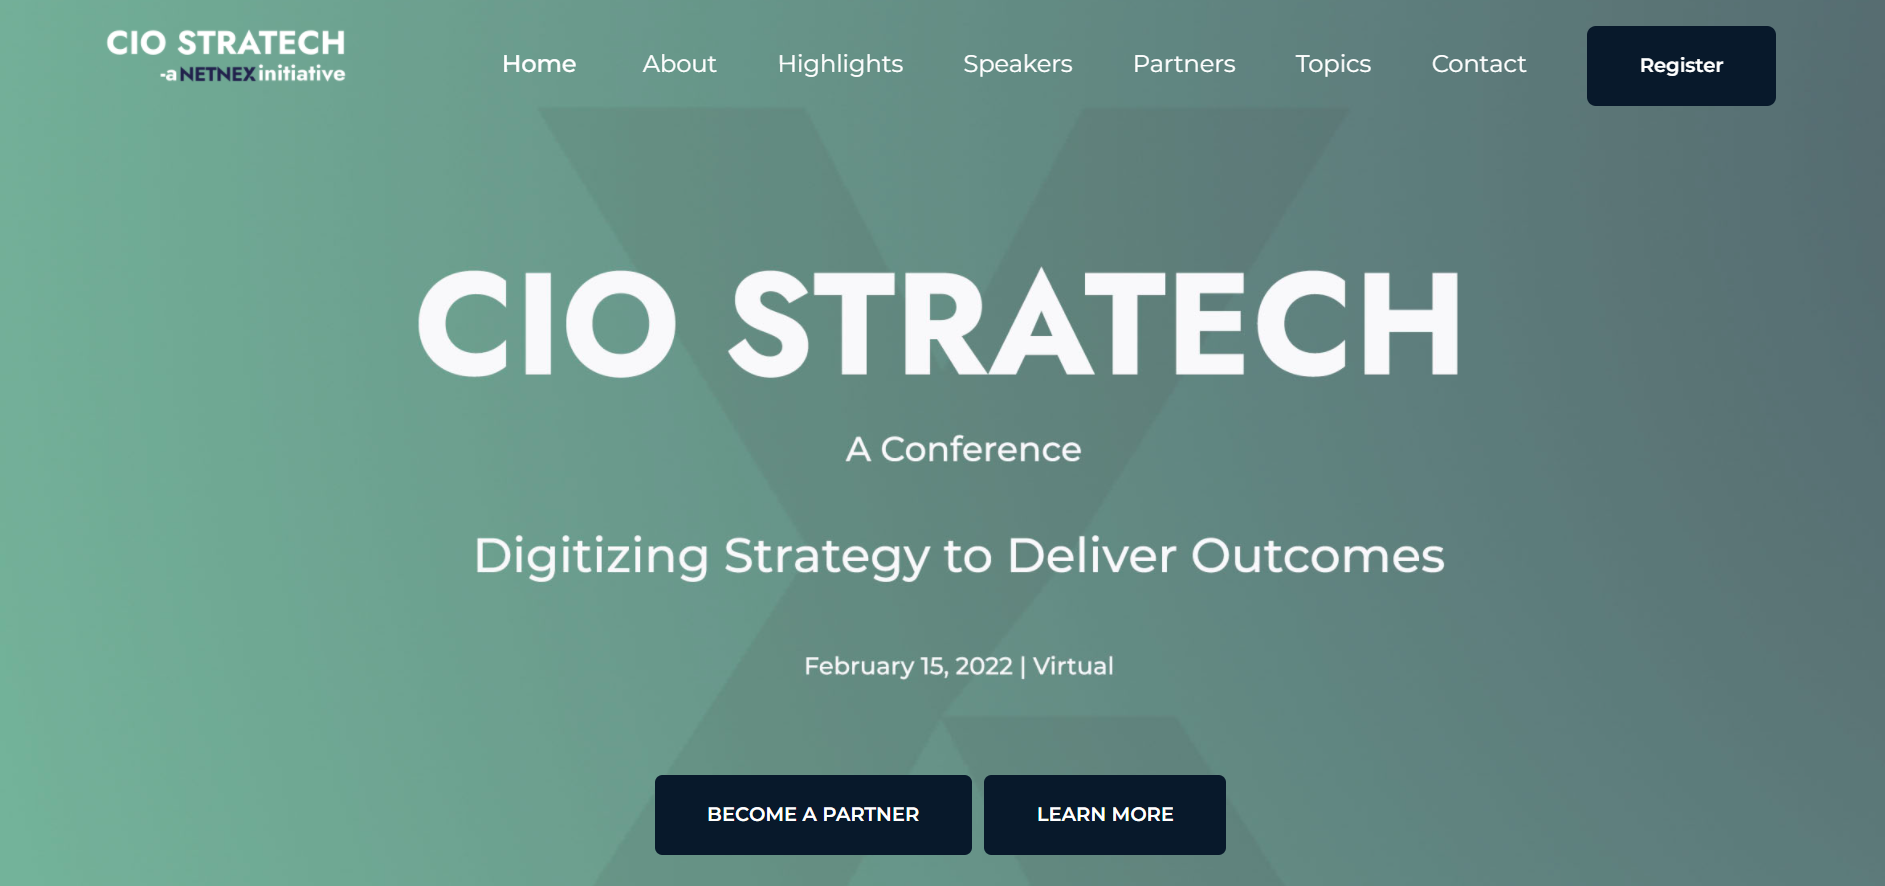 CIO STRATECH
-a NETNEX initiative
Home About Highlights Speakers Partners Topics Contact Register
CIO STRATECH
A Conference
Digitizing Strategy to Deliver Outcomes
February 15, 2022 | Virtual
BECOME A PARTNER LEARN MORE